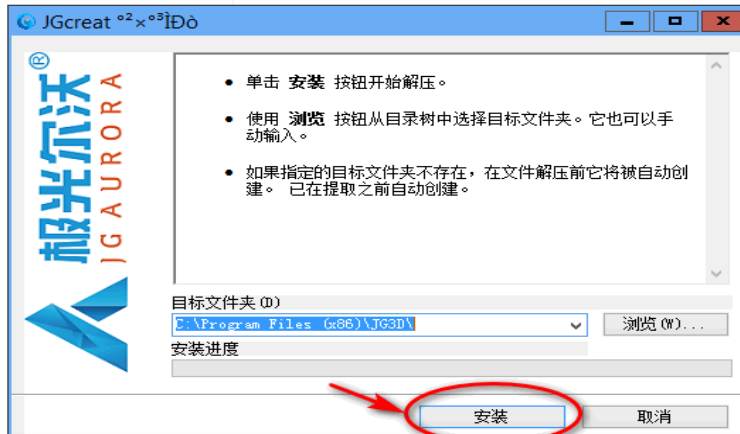 JGcreat °²×°³ÌÐò
极光尔沃®
JGAURORA
• 单击 安装 按钮开始解压。
• 使用 浏览 按钮从目录树中选择目标文件夹。它也可以手
动输入。
• 如果指定的目标文件夹不存在，在文件解压前它将被自动创
建。 已在提取之前自动创建。
目标文件夹(D)
C:\Program Files (x86)\JG3D\
浏览(W)...
安装进度
安装
取消